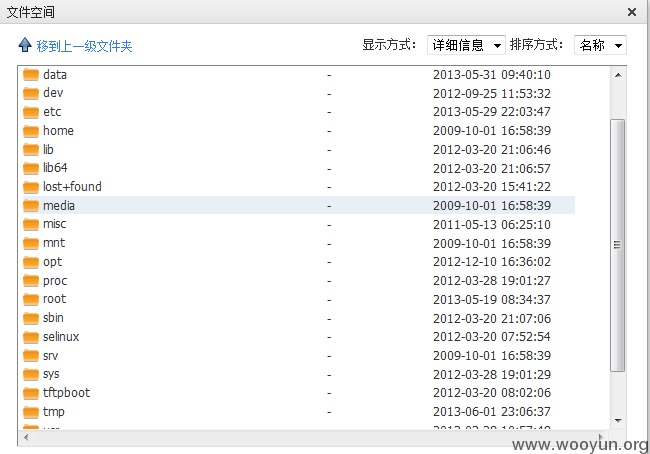 文件空间
移到上一级文件夹 显示方式： 详细信息 排序方式： 名称
data - 2013-05-31 09:40:10
dev - 2012-09-25 11:53:32
etc - 2013-05-29 22:03:47
home - 2009-10-01 16:58:39
lib - 2012-03-20 21:06:46
lib64 - 2012-03-20 21:06:57
lost+found - 2012-03-20 15:41:22
media - 2009-10-01 16:58:39
misc - 2011-05-13 06:25:10
mnt - 2009-10-01 16:58:39
opt - 2012-12-10 16:36:02
proc - 2012-03-28 19:01:27
root - 2013-05-19 08:34:37
sbin - 2012-03-20 21:07:06
selinux - 2012-03-20 07:52:54
srv - 2009-10-01 16:58:39
sys - 2012-03-28 19:01:29
tftpboot - 2012-03-20 08:02:06
tmp - 2013-06-01 23:06:37
www.wooyun.org